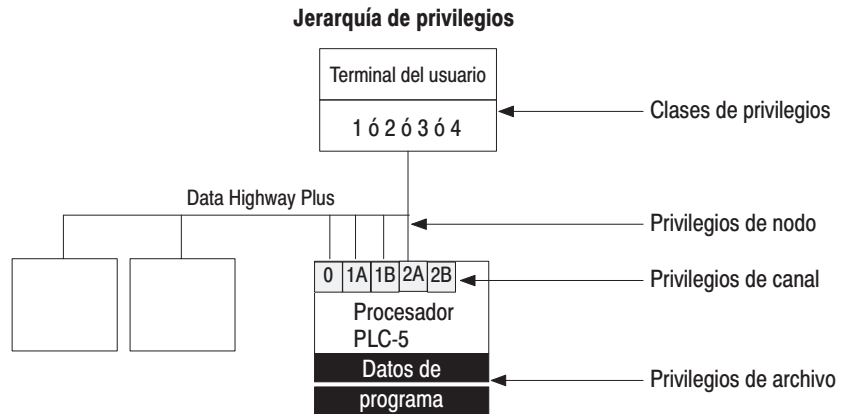 Jerarquía de privilegios
Terminal del usuario
1 ó 2 ó 3 ó 4
Clases de privilegios
Data Highway Plus
Privilegios de nodo
0 1A 1B 2A 2B
Privilegios de canal
Procesador
PLC-5
Datos de
programa
Privilegios de archivo